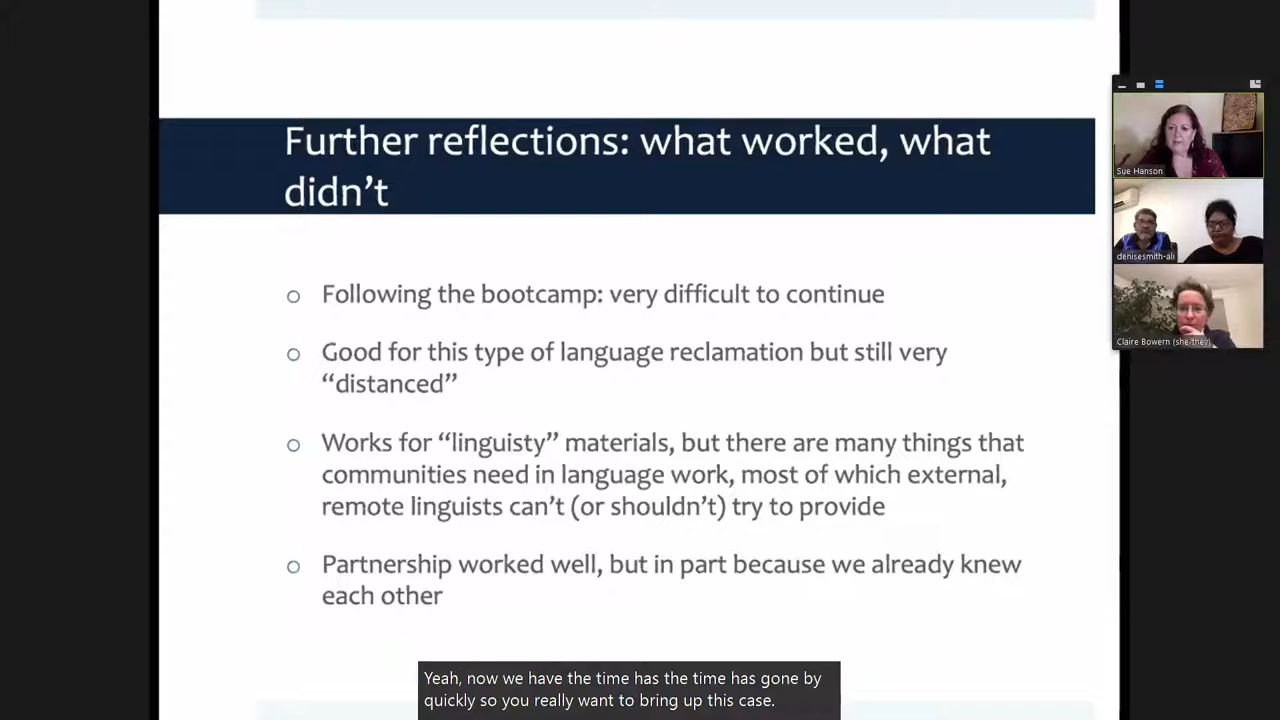 Further reflections: what worked, what
didn’t
Following the bootcamp: very difficult to continue
Good for this type of language reclamation but still very
“distanced”
Works for “linguisty” materials, but there are many things that
communities need in language work, most of which external,
remote linguists can’t (or shouldn’t) try to provide
Partnership worked well, but in part because we already knew
each other
Yeah, now we have the time has the time has gone by
quickly so you really want to bring up this case.
Sue Hanson
denisesmith-ali
Claire Bowern (she/they)